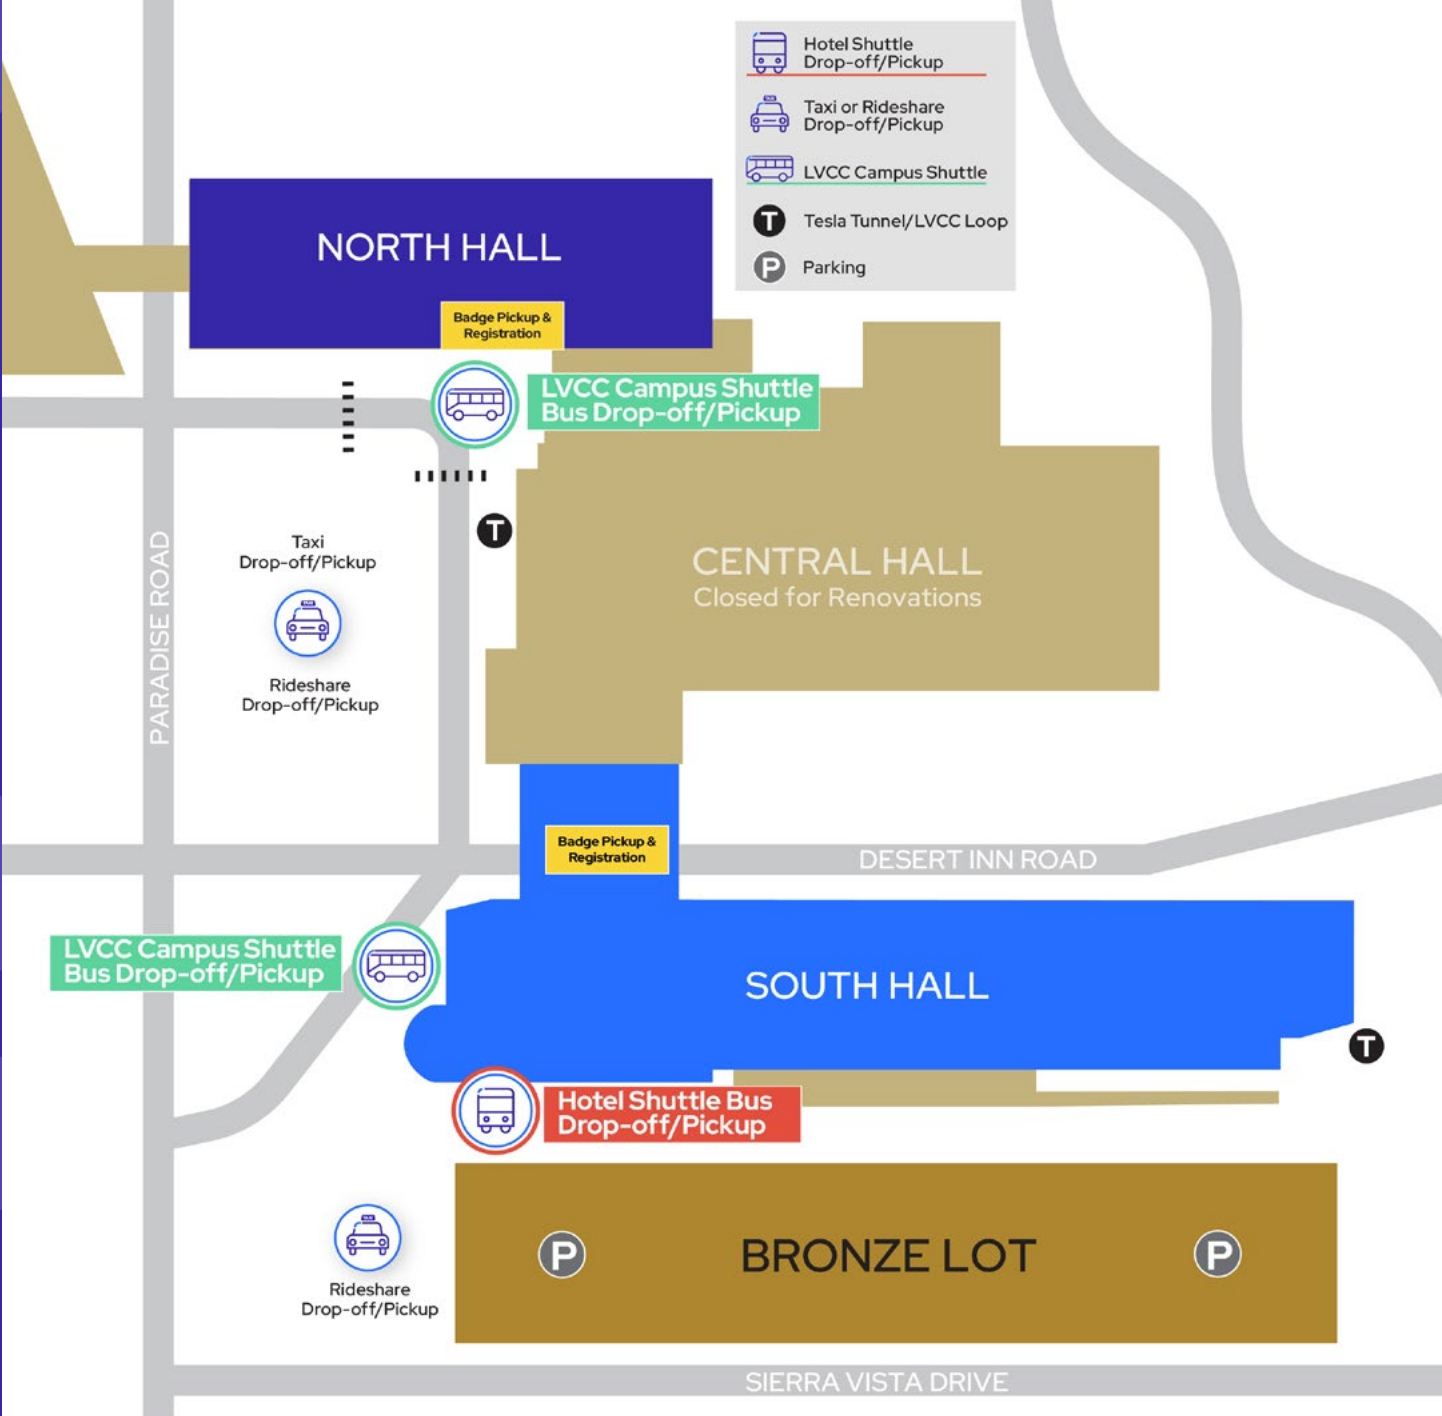 Hotel Shuttle
Drop-off/Pickup
Taxi or Rideshare
Drop-off/Pickup
LVCC Campus Shuttle
T
Tesla Tunnel/LVCC Loop
P
Parking
NORTH HALL
Badge Pickup &
Registration
LVCC Campus Shuttle
Bus Drop-off/Pickup
T
Taxi
Drop-off/Pickup
Rideshare
Drop-off/Pickup
PARADISE ROAD
CENTRAL HALL
Closed for Renovations
Badge Pickup &
Registration
DESERT INN ROAD
LVCC Campus Shuttle
Bus Drop-off/Pickup
SOUTH HALL
T
Hotel Shuttle Bus
Drop-off/Pickup
Rideshare
Drop-off/Pickup
P
BRONZE LOT
P
SIERRA VISTA DRIVE